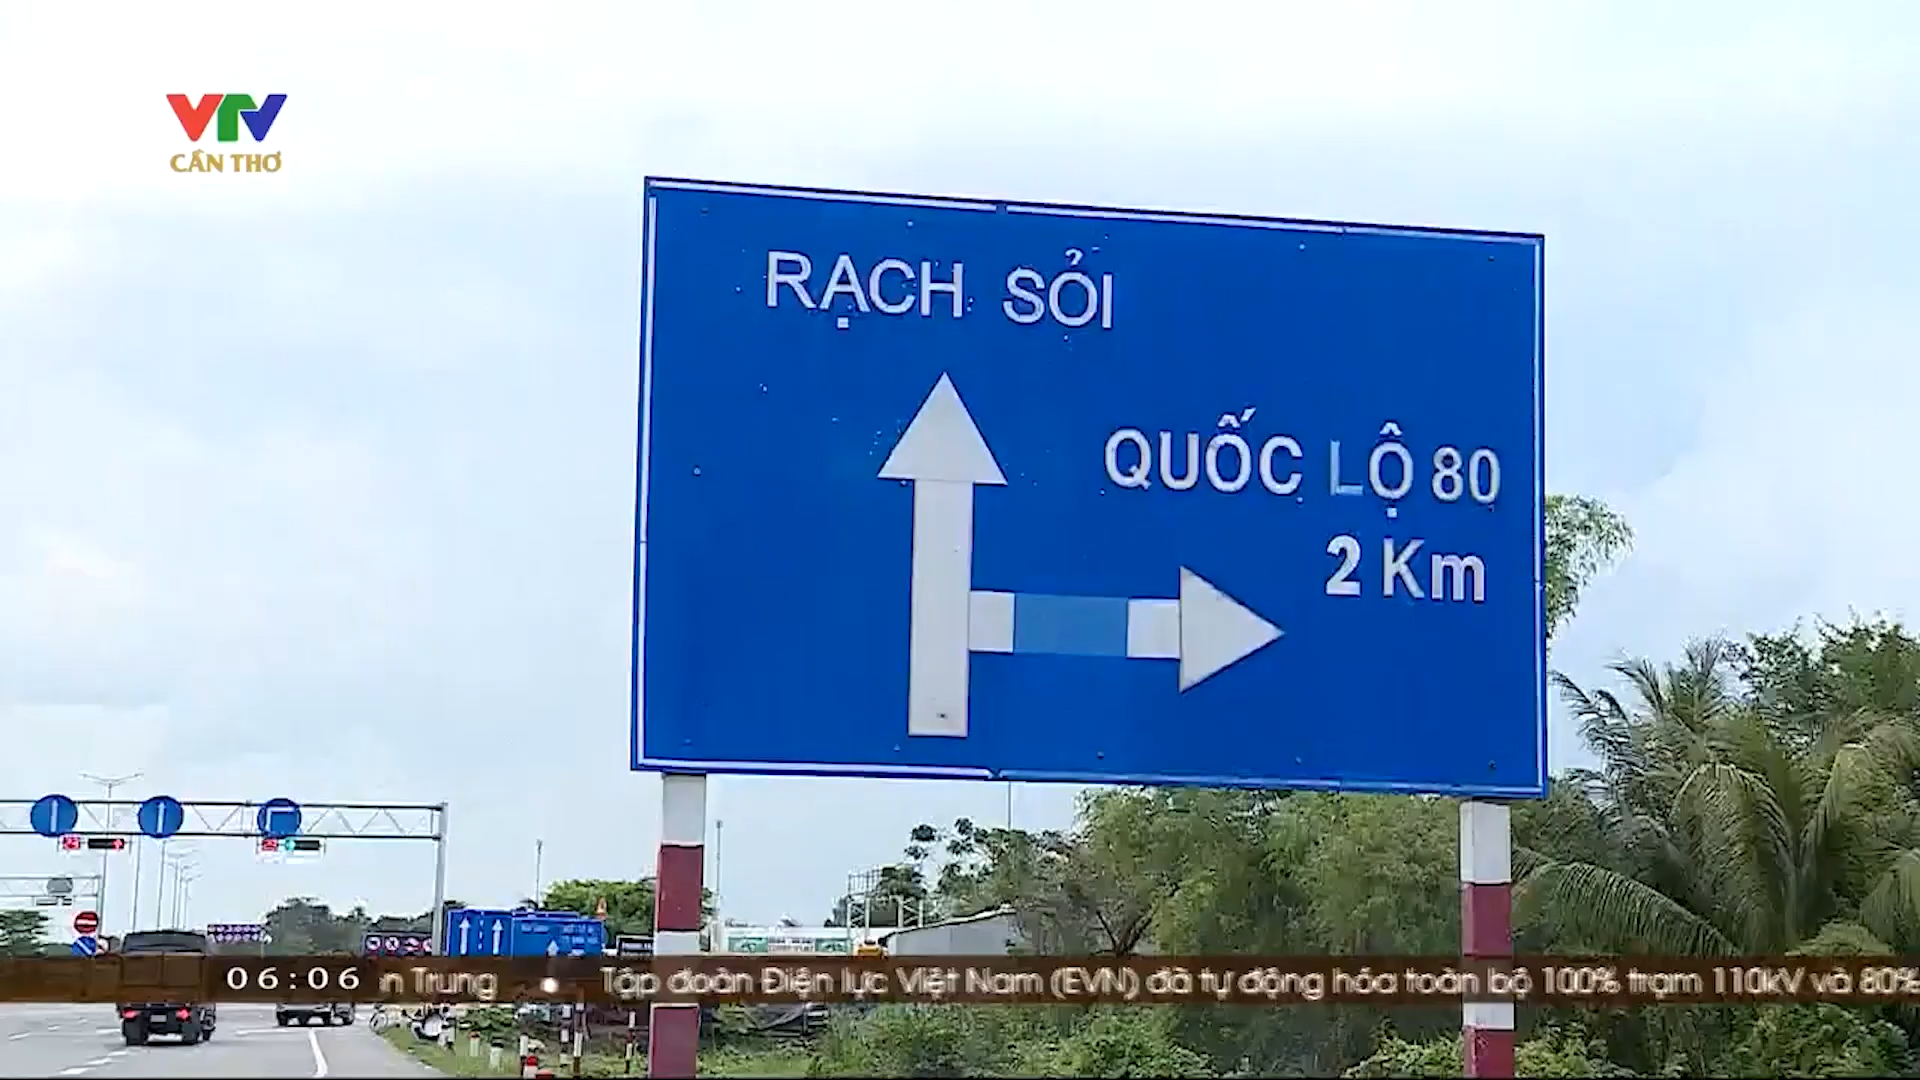 VTV
CẦN THƠ
RẠCH SỎI
QUỐC LỘ 80
2 Km
06:06 n Trung • Tập đoàn Điện lực Việt Nam (EVN) đã tự động hóa toàn bộ 100% trạm 110kV và 80%